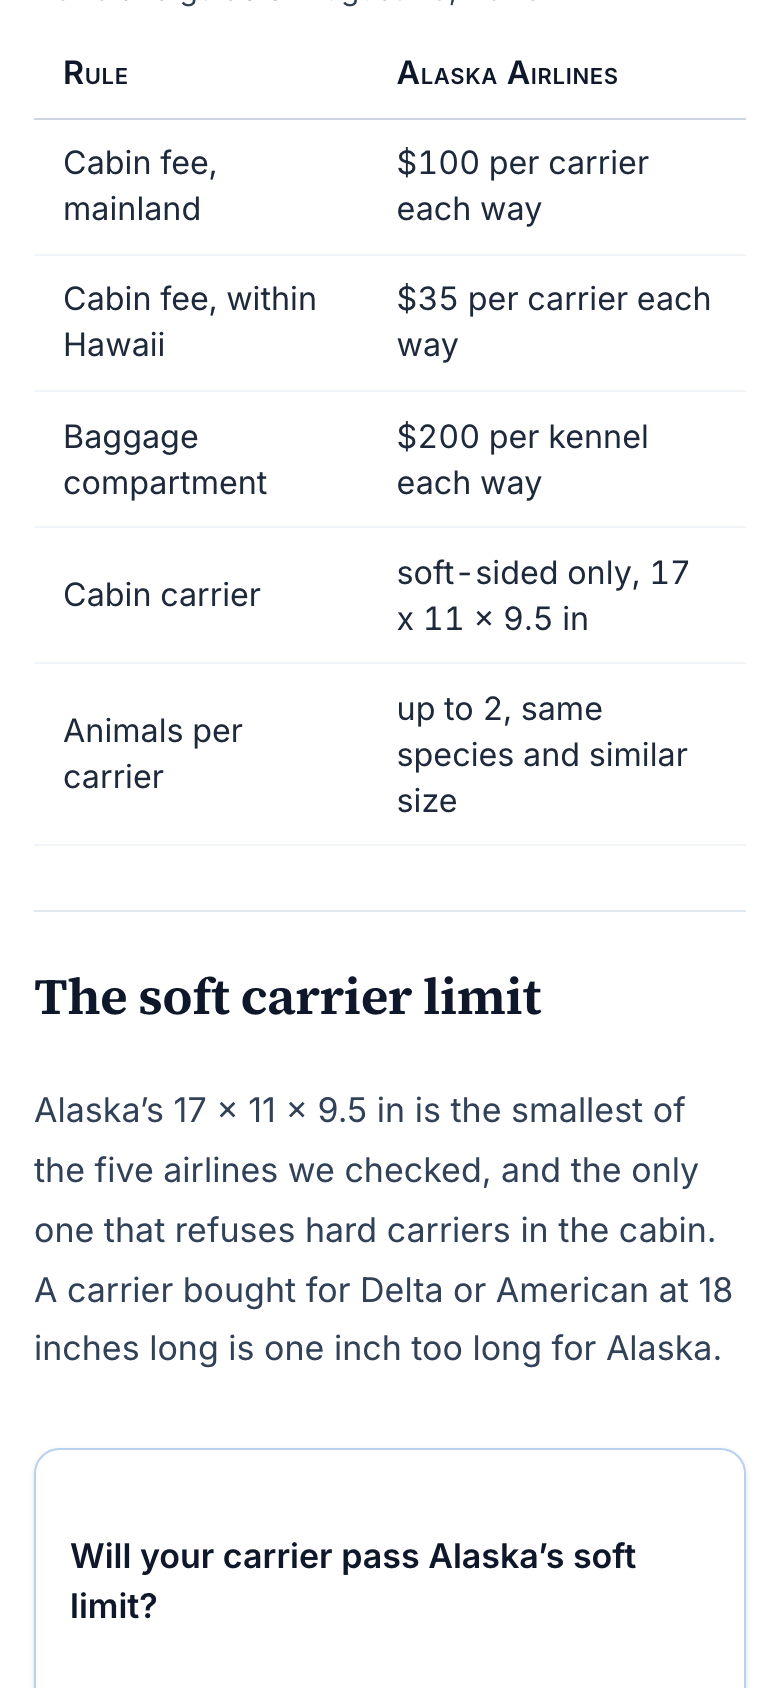 Rule
Alaska Airlines
Cabin fee,
mainland
$100 per carrier
each way
Cabin fee, within
Hawaii
$35 per carrier each
way
Baggage
compartment
$200 per kennel
each way
Cabin carrier
soft-sided only, 17
x 11 × 9.5 in
Animals per
carrier
up to 2, same
species and similar
size
The soft carrier limit
Alaska’s 17 × 11 × 9.5 in is the smallest of
the five airlines we checked, and the only
one that refuses hard carriers in the cabin.
A carrier bought for Delta or American at 18
inches long is one inch too long for Alaska.
Will your carrier pass Alaska’s soft
limit?